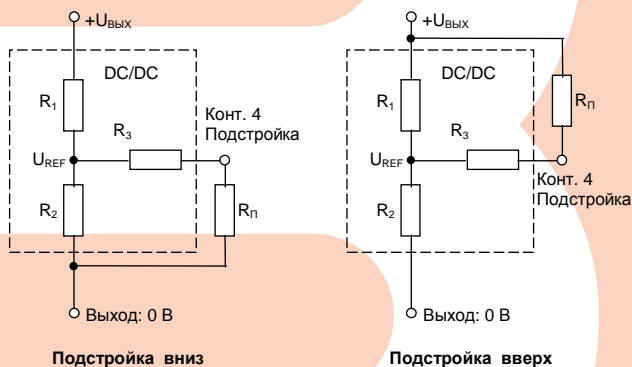 +UВЫХ
DC/DC
R1
R3
Конт. 4
Подстройка
UREF
R2
RП
Выход: 0 В
Подстройка вниз
+UВЫХ
DC/DC
R1
RП
R3
UREF
Конт. 4
Подстройка
R2
Выход: 0 В
Подстройка вверх